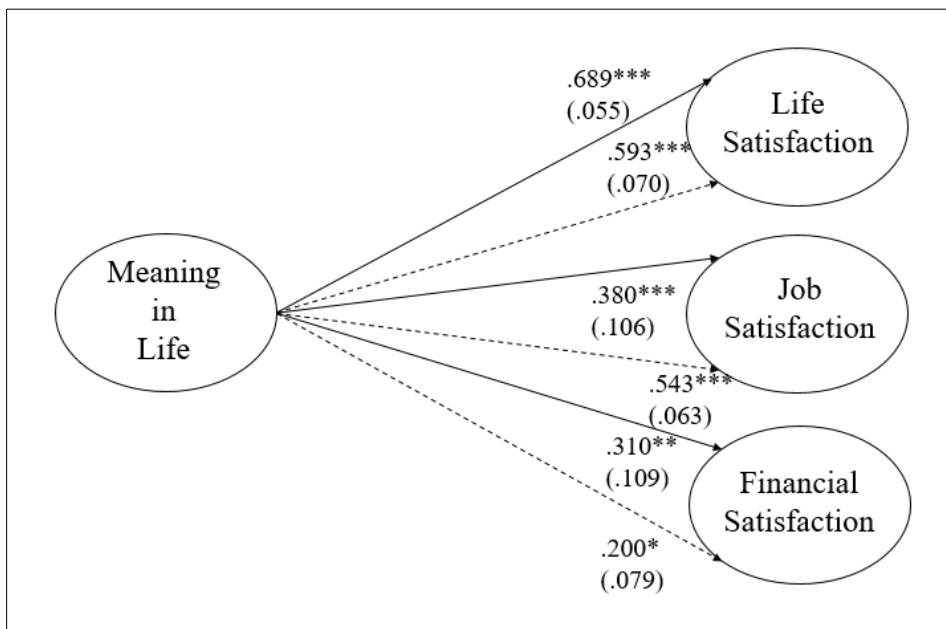 .689***
(.055)
Life
Satisfaction
.593***
(.070)
Meaning
in
Life
.380***
(.106)
Job
Satisfaction
.543***
(.063)
.310**
(.109)
Financial
Satisfaction
.200*
(.079)